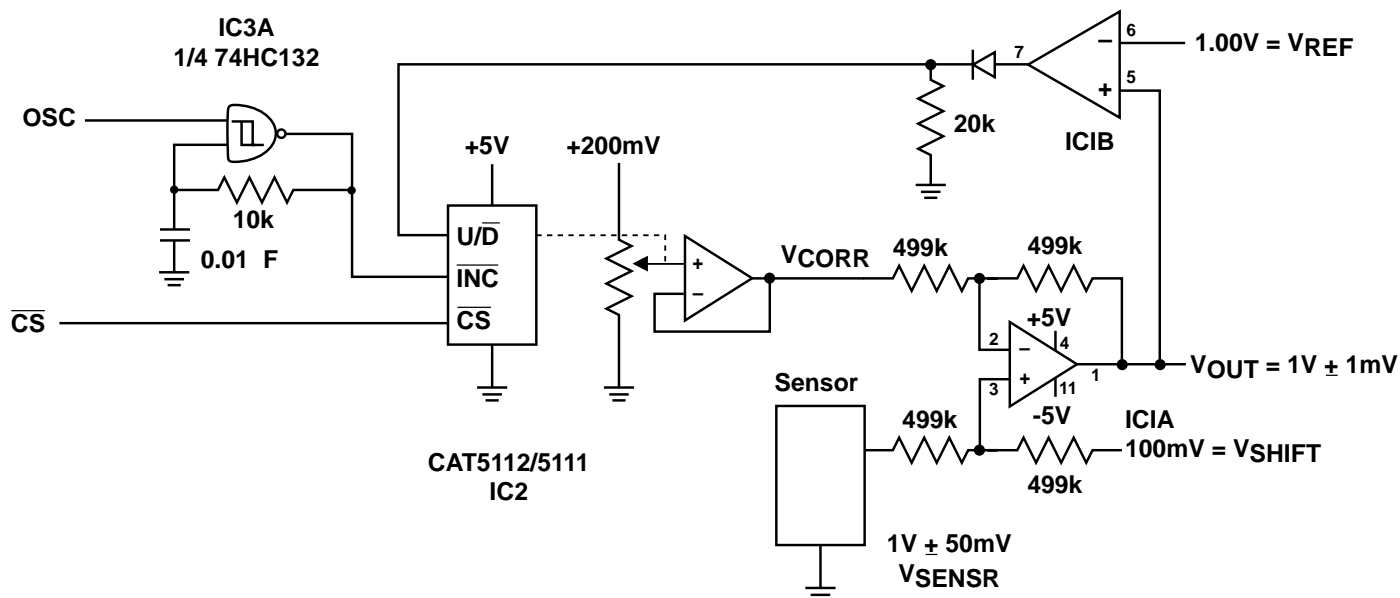 IC3A
1/4 74HC132
OSC
10k
0.01 F
CS
+5V
U/D
INC
CS
+200mV
CAT5112/5111
IC2
+
–
VCORR
499k
499k
7
6
–
5
+
1.00V = VREF
ICIB
20k
+5V
4
2
–
3
+
1
11
-5V
VOUT = 1V ± 1mV
ICIA
100mV = VSHIFT
499k
499k
Sensor
1V ± 50mV
VSENSR